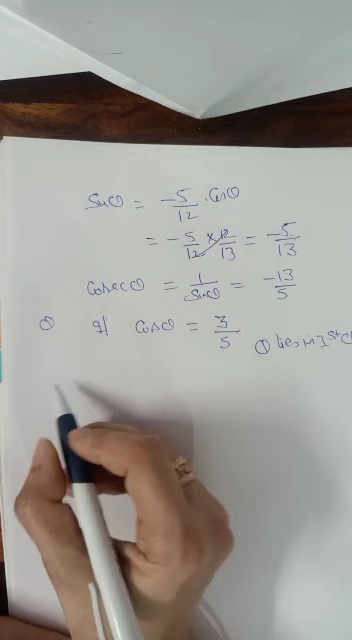 Sinθ = -5/12 · Cosθ
= -5/12 × 12/13 = -5/13
Cosecθ = 1/Sinθ = -13/5
If Cosθ = 3/5 θ lies in Ist